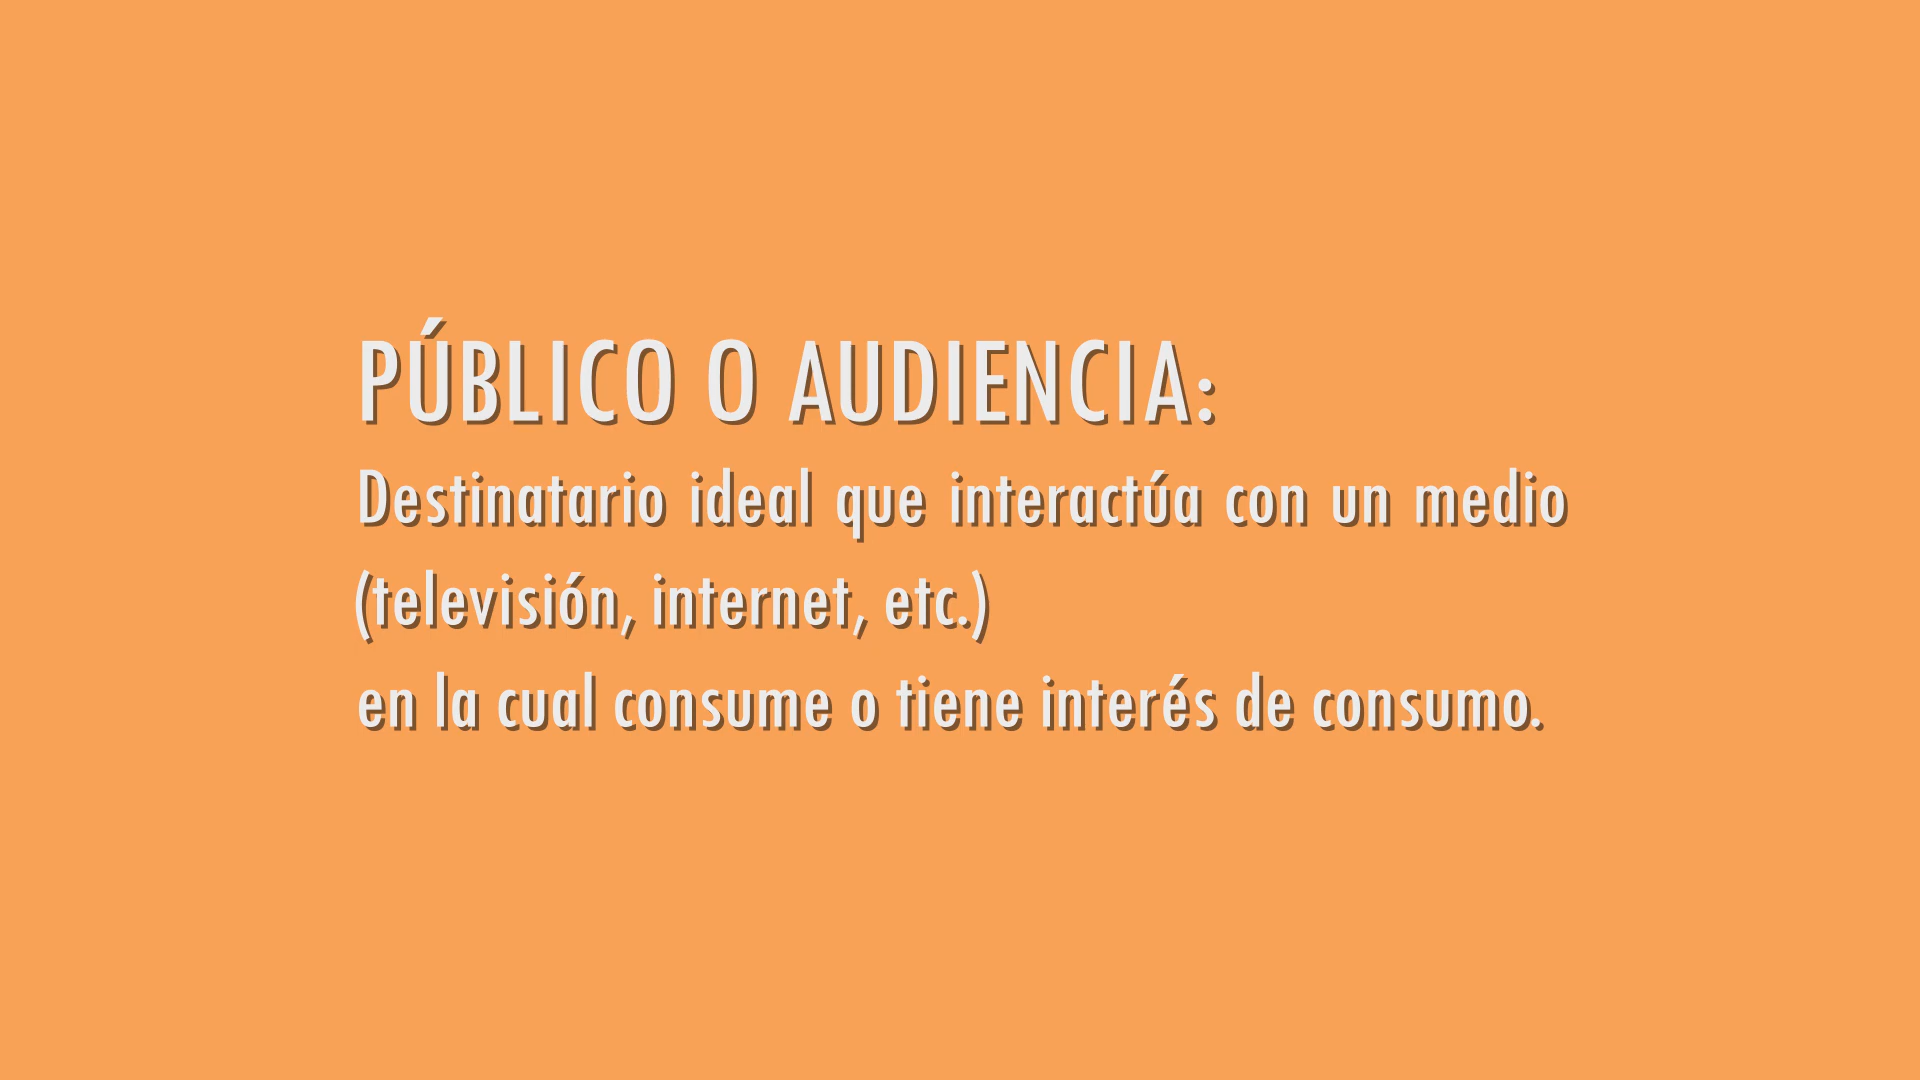 PÚBLICO O AUDIENCIA:
Destinatario ideal que interactúa con un medio
(televisión, internet, etc.)
en la cual consume o tiene interés de consumo.